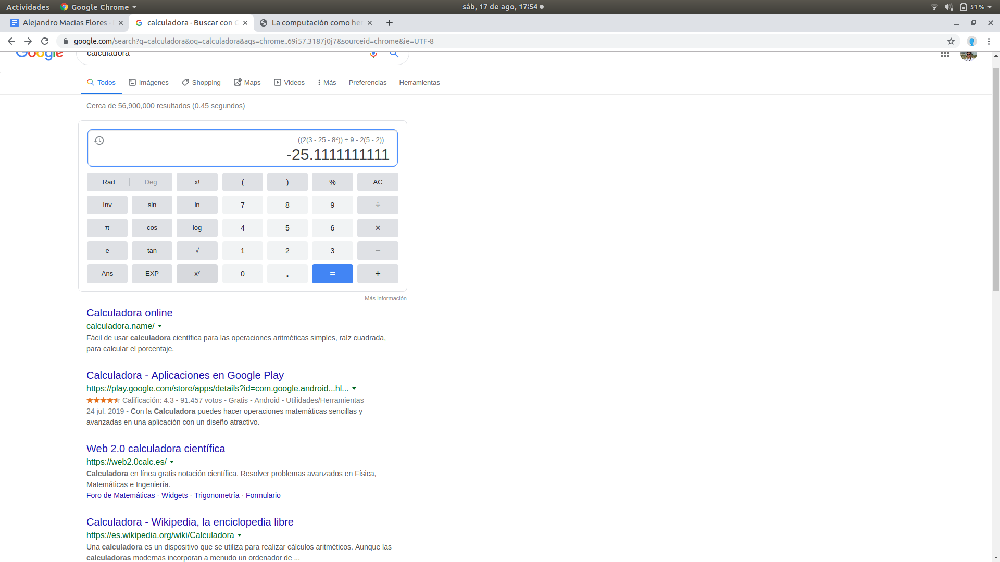 Actividades Google Chrome sáb, 17 de ago, 17:54 51 %
Alejandro Macias Flores - calculadora - Buscar con La computación como
google.com/search?q=calculadora&oq=calculadora&aqs=chrome..69i57.3187j0j7&sourceid=chrome&ie=UTF-8
Google calculadora
Todos Imágenes Shopping Maps Videos Más Preferencias Herramientas
Cerca de 56,900,000 resultados (0.45 segundos)
((2(3 - 25 - 8²)) ÷ 9 - 2(5 - 2)) =
-25.1111111111
Rad Deg x! ( ) % AC
Inv sin ln 7 8 9 ÷
π cos log 4 5 6 ×
e tan √ 1 2 3 −
Ans EXP xʸ 0 . = +
Más información
Calculadora online
calculadora.name/
Fácil de usar calculadora científica para las operaciones aritméticas simples, raíz cuadrada,
para calcular el porcentaje.
Calculadora - Aplicaciones en Google Play
https://play.google.com/store/apps/details?id=com.google.android...hl...
Calificación: 4.3 - 91.457 votos - Gratis - Android - Utilidades/Herramientas
24 jul. 2019 - Con la Calculadora puedes hacer operaciones matemáticas sencillas y
avanzadas en una aplicación con un diseño atractivo.
Web 2.0 calculadora científica
https://web2.0calc.es/
Calculadora en línea gratis notación científica. Resolver problemas avanzados en Física,
Matemáticas e Ingeniería.
Foro de Matemáticas · Widgets · Trigonometría · Formulario
Calculadora - Wikipedia, la enciclopedia libre
https://es.wikipedia.org/wiki/Calculadora
Una calculadora es un dispositivo que se utiliza para realizar cálculos aritméticos. Aunque las
calculadoras modernas incorporan a menudo un ordenador de ...